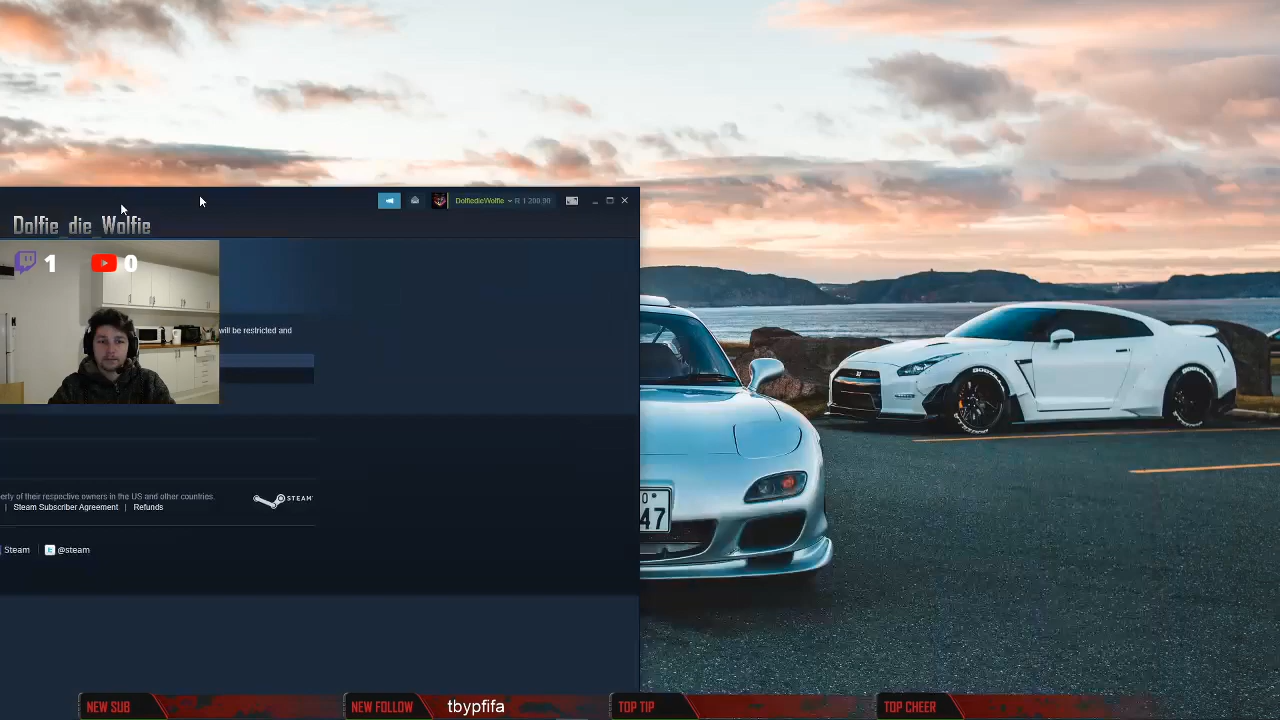 DolfiedieWolfie
Dolfie die Wolfie
1 0
will be restricted and
erty of their respective owners in the US and other countries.
STEAM
| Steam Subscriber Agreement | Refunds
Steam @steam
47
NEW SUB NEW FOLLOW tbypfifa TOP TIP TOP CHEER